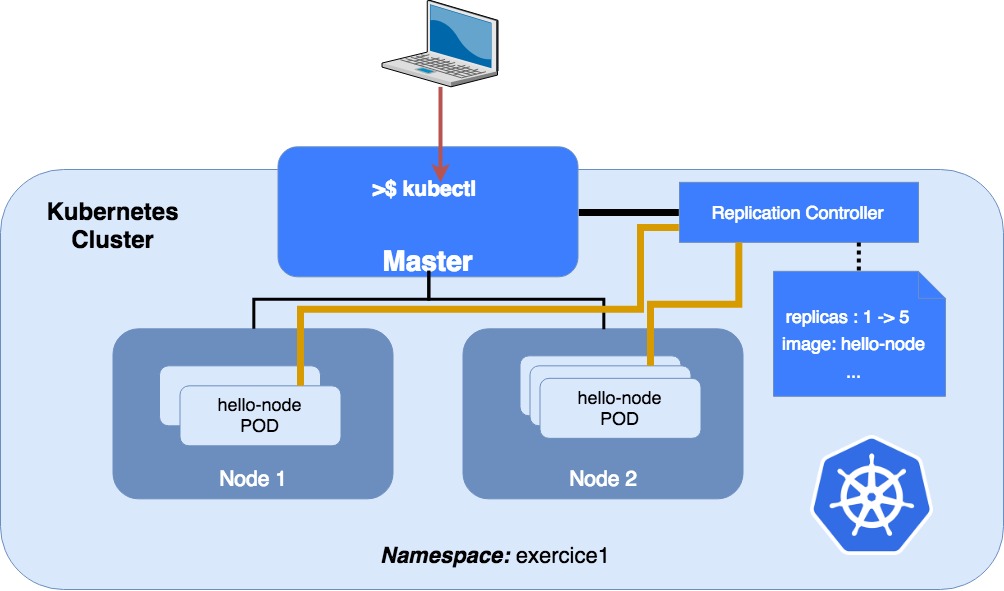 >$ kubectl
Master
Kubernetes
Cluster
Replication Controller
replicas : 1 -> 5
image: hello-node
...
hello-node
POD
Node 1
hello-node
POD
Node 2
Namespace: exercice1